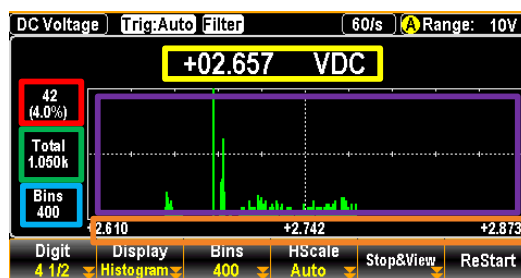 DC Voltage Trig:Auto Filter 60/s A Range: 10V
+02.657 VDC
42
(4.0%)
Total
1.050k
Bins
400
+2.610 +2.742 +2.873
Digit Display Bins HScale Stop&View ReStart
4 1/2 Histogram 400 Auto